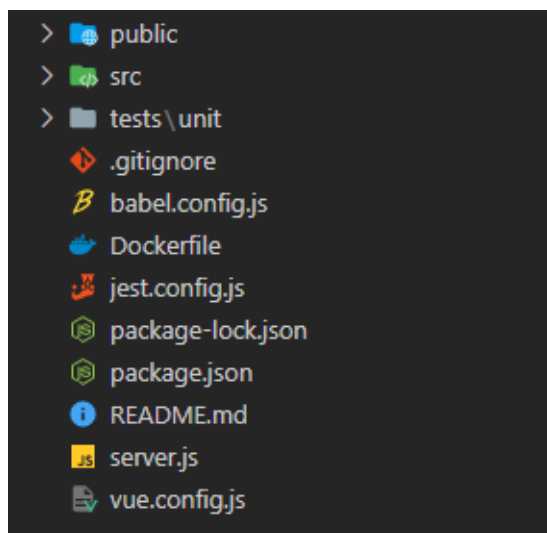 public
src
tests\unit
.gitignore
babel.config.js
Dockerfile
jest.config.js
package-lock.json
package.json
README.md
server.js
vue.config.js